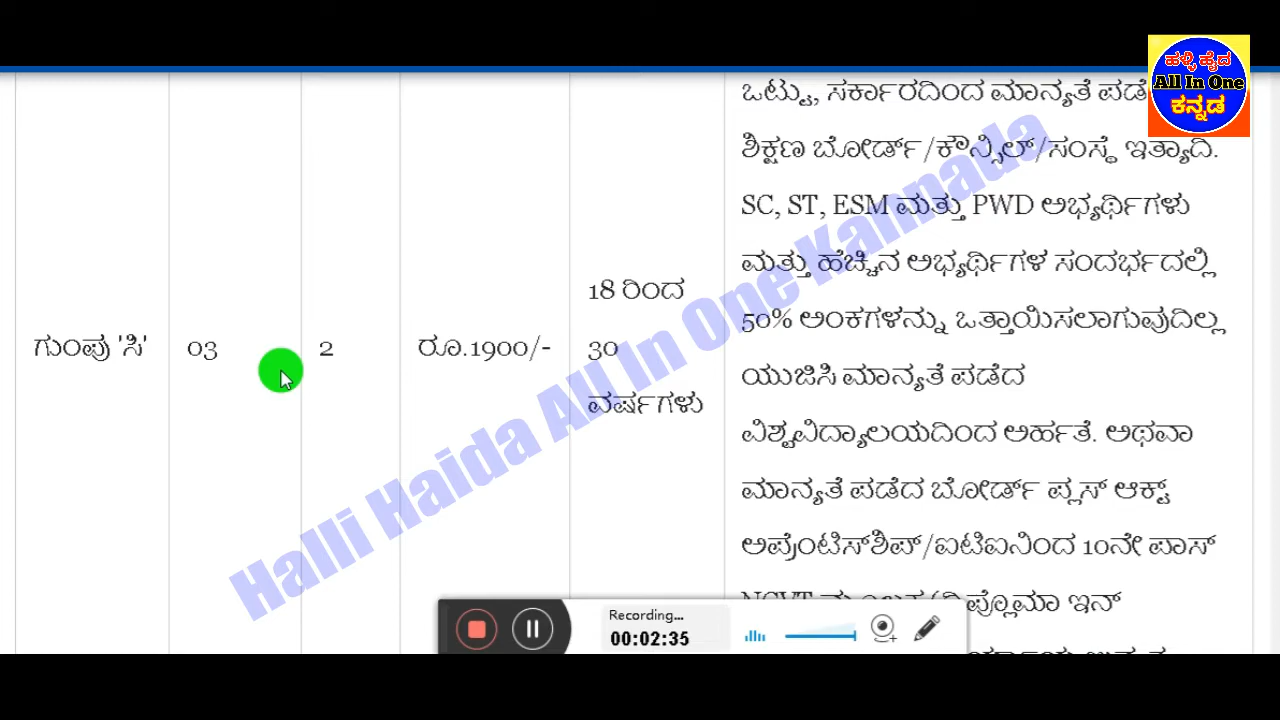 ಹಳ್ಳಿ ಹೈದ
All In One
ಕನ್ನಡ
ಒಟ್ಟು, ಸರ್ಕಾರದಿಂದ ಮಾನ್ಯತೆ ಪಡೆ
ಶಿಕ್ಷಣ ಬೋರ್ಡ್/ಕೌನ್ಸಿಲ್/ಸಂಸ್ಥೆ ಇತ್ಯಾದಿ.
SC, ST, ESM ಮತ್ತು PWD ಅಭ್ಯರ್ಥಿಗಳು
ಮತ್ತು ಹೆಚ್ಚಿನ ಅಭ್ಯರ್ಥಿಗಳ ಸಂದರ್ಭದಲ್ಲಿ
18 ರಿಂದ
50% ಅಂಕಗಳನ್ನು ಒತ್ತಾಯಿಸಲಾಗುವುದಿಲ್ಲ
ಗುಂಪು 'ಸಿ' 03 2 ರೂ.1900/- 30
ಯುಜಿಸಿ ಮಾನ್ಯತೆ ಪಡೆದ
ವರ್ಷಗಳು
ವಿಶ್ವವಿದ್ಯಾಲಯದಿಂದ ಅರ್ಹತೆ. ಅಥವಾ
ಮಾನ್ಯತೆ ಪಡೆದ ಬೋರ್ಡ್ ಪ್ಲಸ್ ಆಕ್ಟ್
ಅಪ್ರೆಂಟಿಸ್‌ಶಿಪ್/ಐಟಿಐನಿಂದ 10ನೇ ಪಾಸ್
ಇನ್
Halli Haida All In One Kannada
Recording...
00:02:35